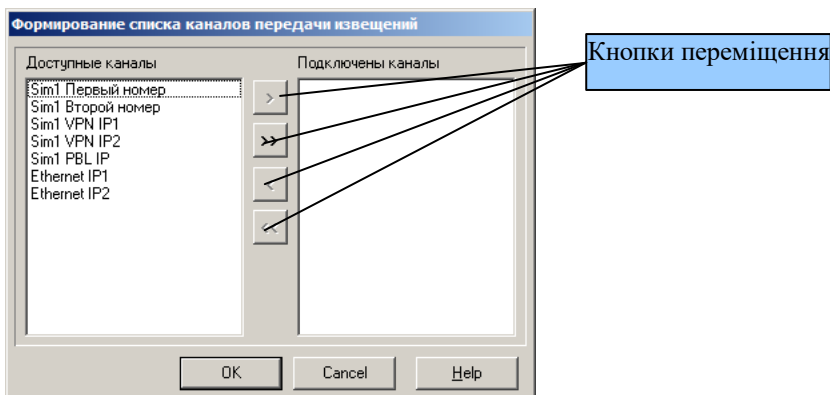 Формирование списка каналов передачи извещений
Доступные каналы
Подключены каналы
Sim1 Первый номер
Sim1 Второй номер
Sim1 VPN IP1
Sim1 VPN IP2
Sim1 PBL IP
Ethernet IP1
Ethernet IP2
>
>>
<
<<
OK
Cancel
Help
Кнопки переміщення